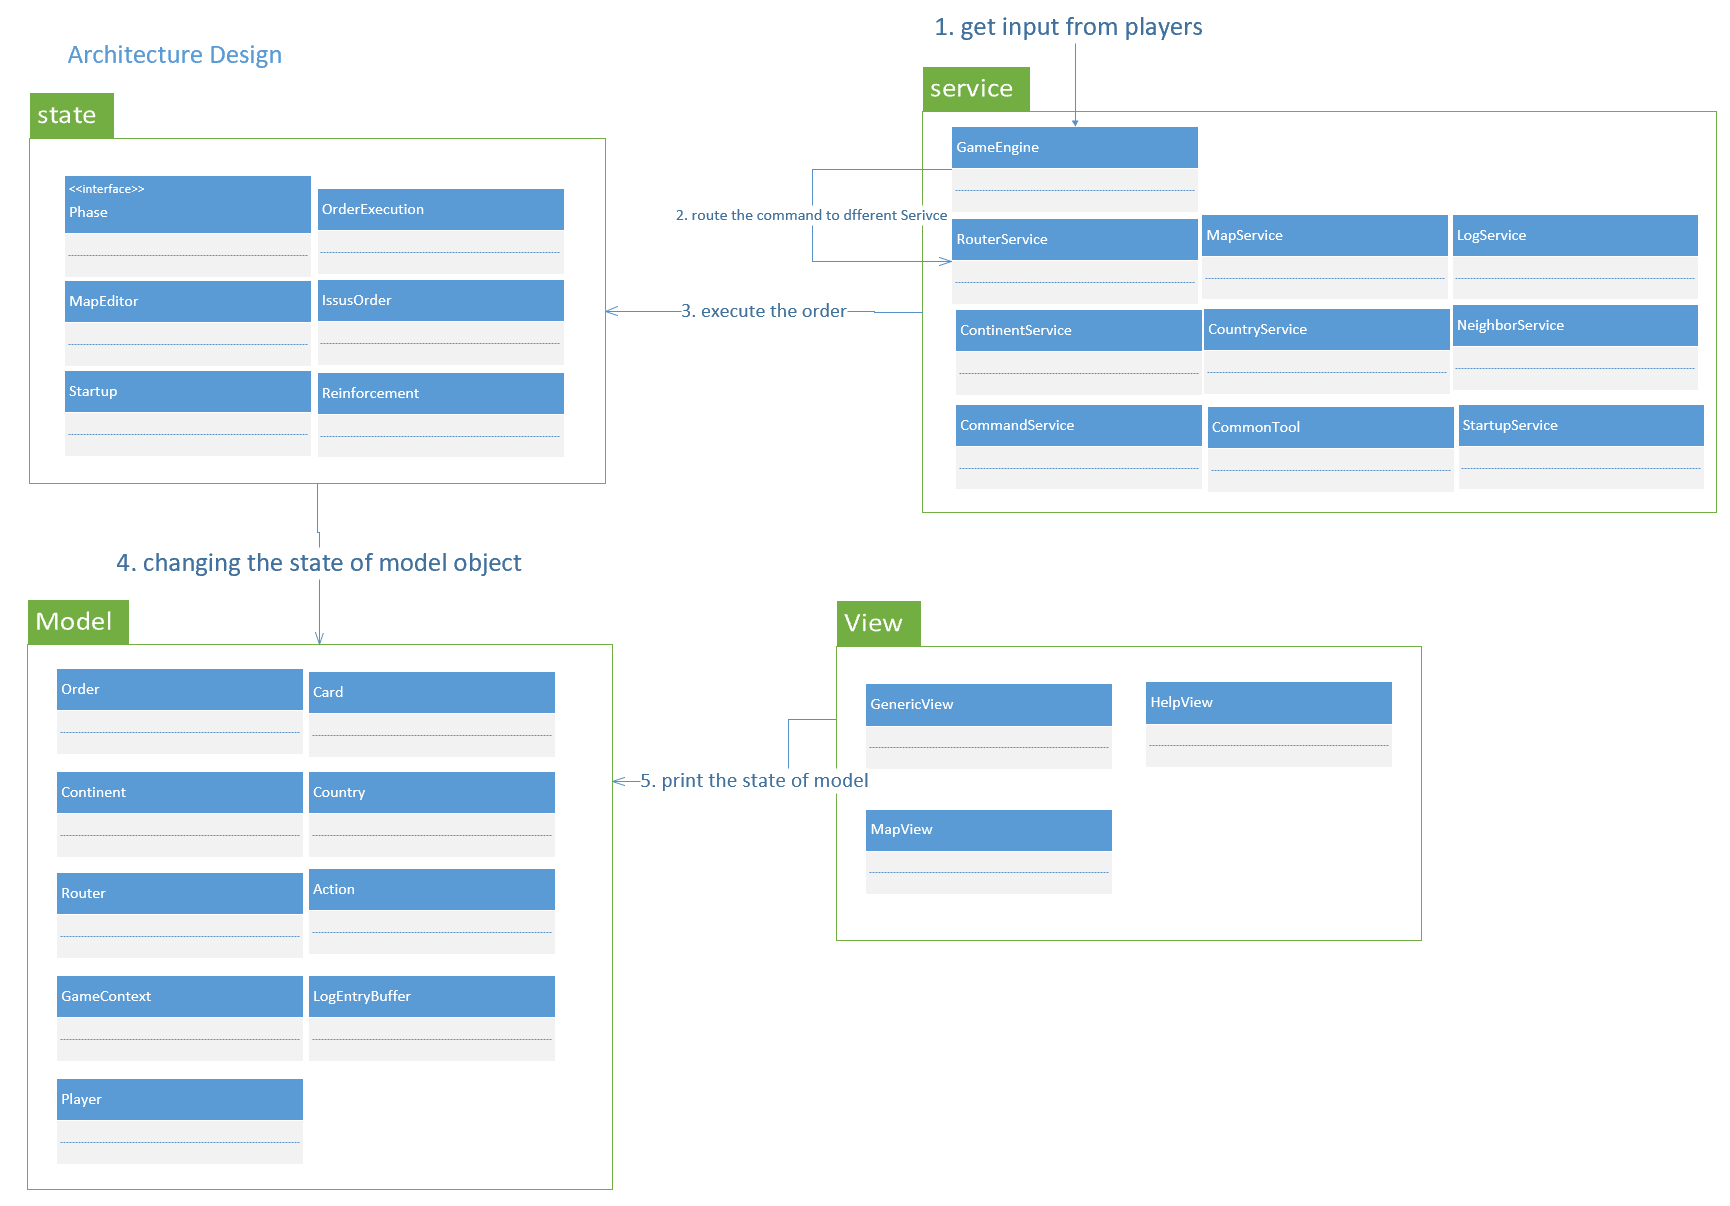 1. get input from players
Architecture Design
service
state
GameEngine
<<interface>>
Phase
OrderExecution
2. route the command to dfferent Serivce
RouterService
MapService
LogService
MapEditor
IssusOrder
3. execute the order
ContinentService
CountryService
NeighborService
Startup
Reinforcement
CommandService
CommonTool
StartupService
4. changing the state of model object
Model
View
Order
Card
GenericView
HelpView
5. print the state of model
Continent
Country
MapView
Router
Action
GameContext
LogEntryBuffer
Player